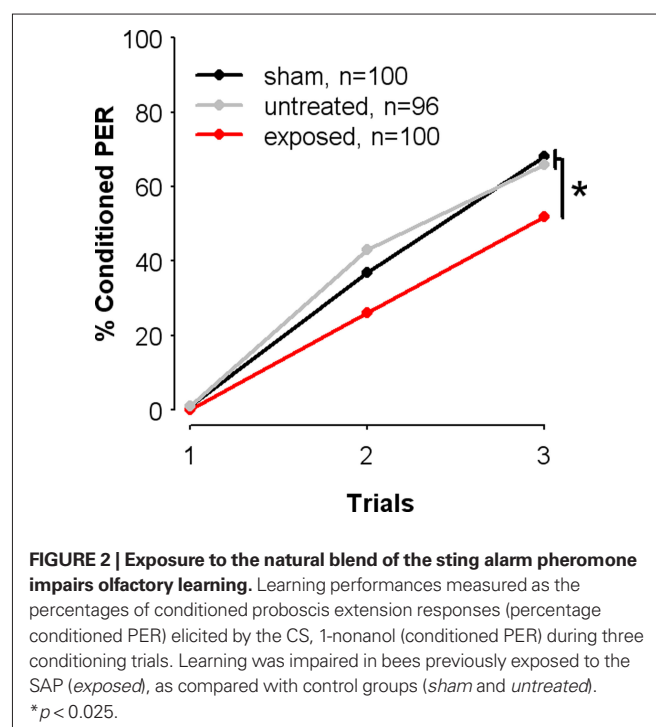 100
80
60
40
20
0
% Conditioned PER
sham, n=100
untreated, n=96
exposed, n=100
*
1 2 3
Trials
FIGURE 2 | Exposure to the natural blend of the sting alarm pheromone
impairs olfactory learning. Learning performances measured as the
percentages of conditioned proboscis extension responses (percentage
conditioned PER) elicited by the CS, 1-nonanol (conditioned PER) during three
conditioning trials. Learning was impaired in bees previously exposed to the
SAP (exposed), as compared with control groups (sham and untreated).
*p < 0.025.